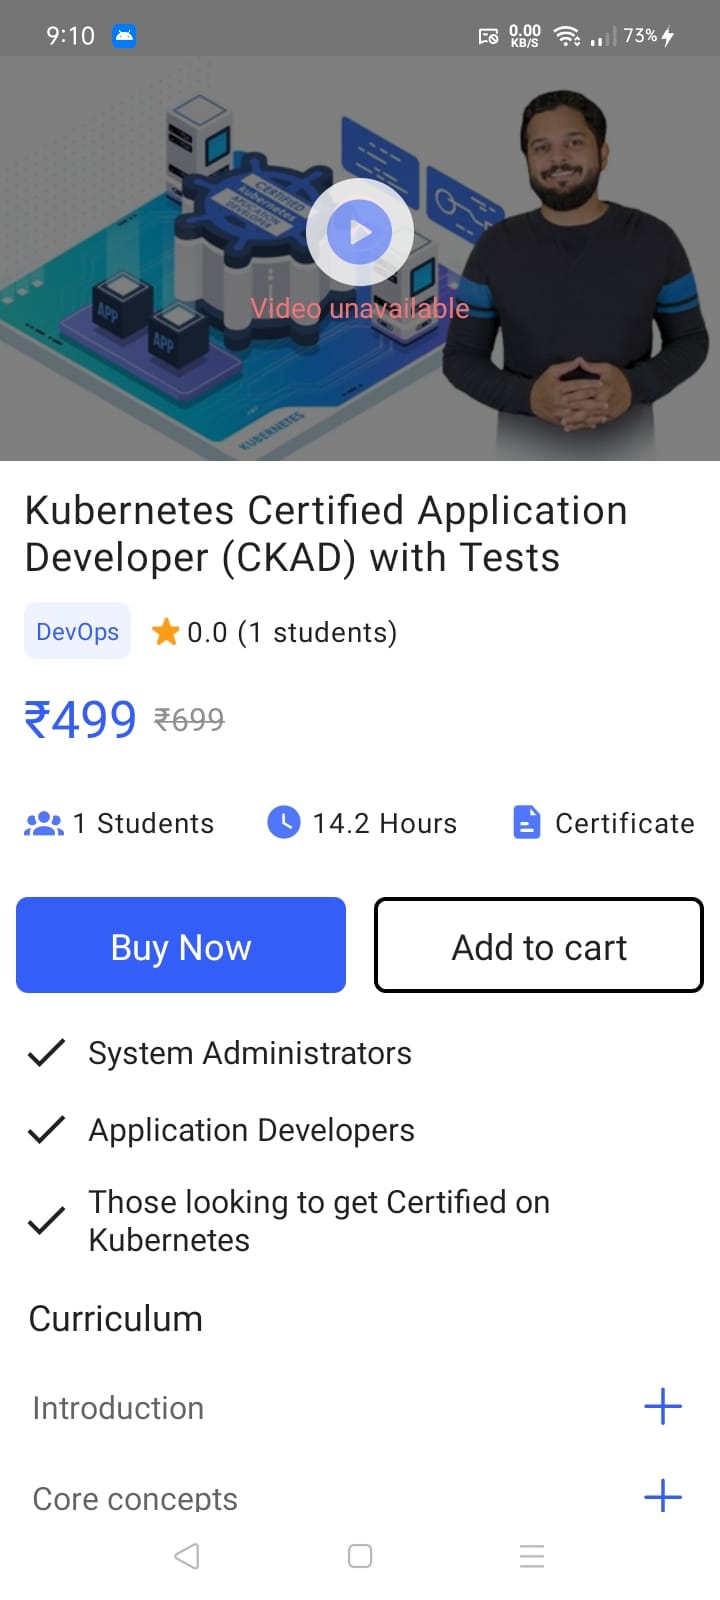 9:10
0.00
KB/S
73%
CERTIFIED
kubernetes
APPLICATION
DEVELOPER
APP
APP
KUBERNETES
Video unavailable
Kubernetes Certified Application
Developer (CKAD) with Tests
DevOps
0.0 (1 students)
₹499 ₹699
1 Students
14.2 Hours
Certificate
Buy Now
Add to cart
System Administrators
Application Developers
Those looking to get Certified on
Kubernetes
Curriculum
Introduction
Core concepts